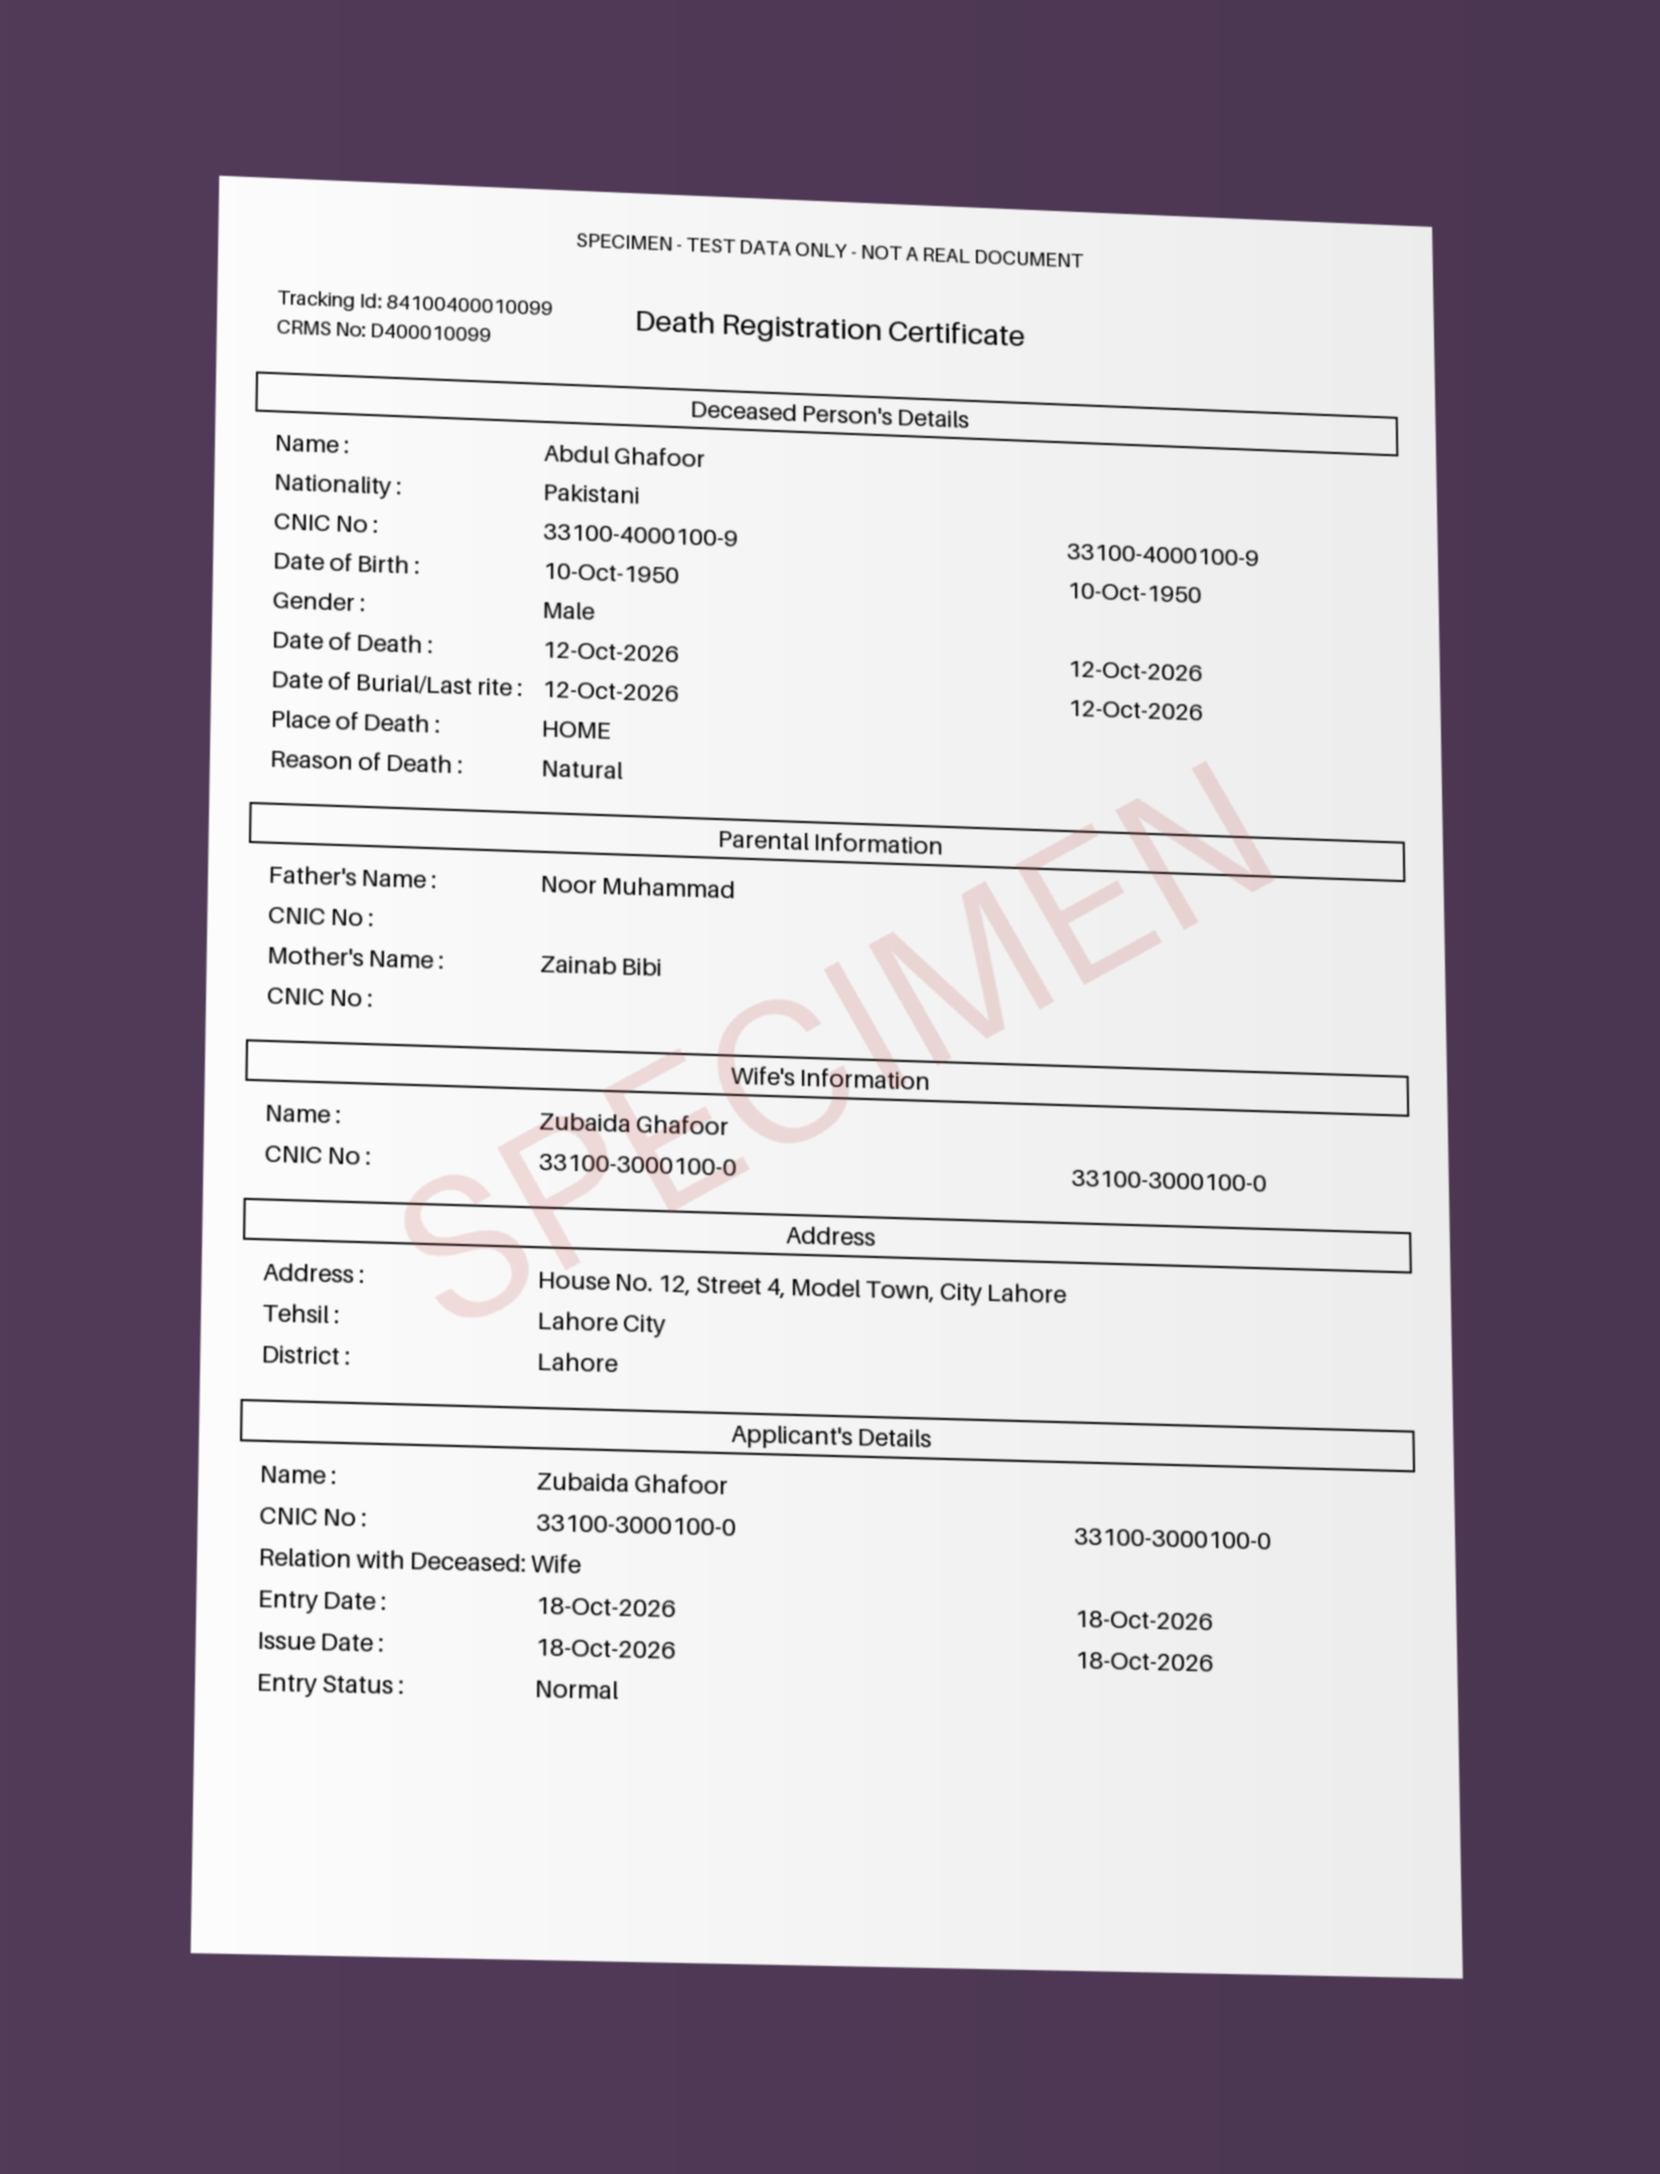 SPECIMEN - TEST DATA ONLY - NOT A REAL DOCUMENT
Tracking Id: 84100400010099
CRMS No: D400010099
Death Registration Certificate
Deceased Person's Details
Name : Abdul Ghafoor
Nationality : Pakistani
CNIC No : 33100-4000100-9 33100-4000100-9
Date of Birth : 10-Oct-1950 10-Oct-1950
Gender : Male
Date of Death : 12-Oct-2026 12-Oct-2026
Date of Burial/Last rite : 12-Oct-2026 12-Oct-2026
Place of Death : HOME
Reason of Death : Natural
Parental Information
Father's Name : Noor Muhammad
CNIC No :
Mother's Name : Zainab Bibi
CNIC No :
Wife's Information
Name : Zubaida Ghafoor
CNIC No : 33100-3000100-0 33100-3000100-0
Address
Address : House No. 12, Street 4, Model Town, City Lahore
Tehsil : Lahore City
District : Lahore
Applicant's Details
Name : Zubaida Ghafoor
CNIC No : 33100-3000100-0 33100-3000100-0
Relation with Deceased: Wife
Entry Date : 18-Oct-2026 18-Oct-2026
Issue Date : 18-Oct-2026 18-Oct-2026
Entry Status : Normal
SPECIMEN